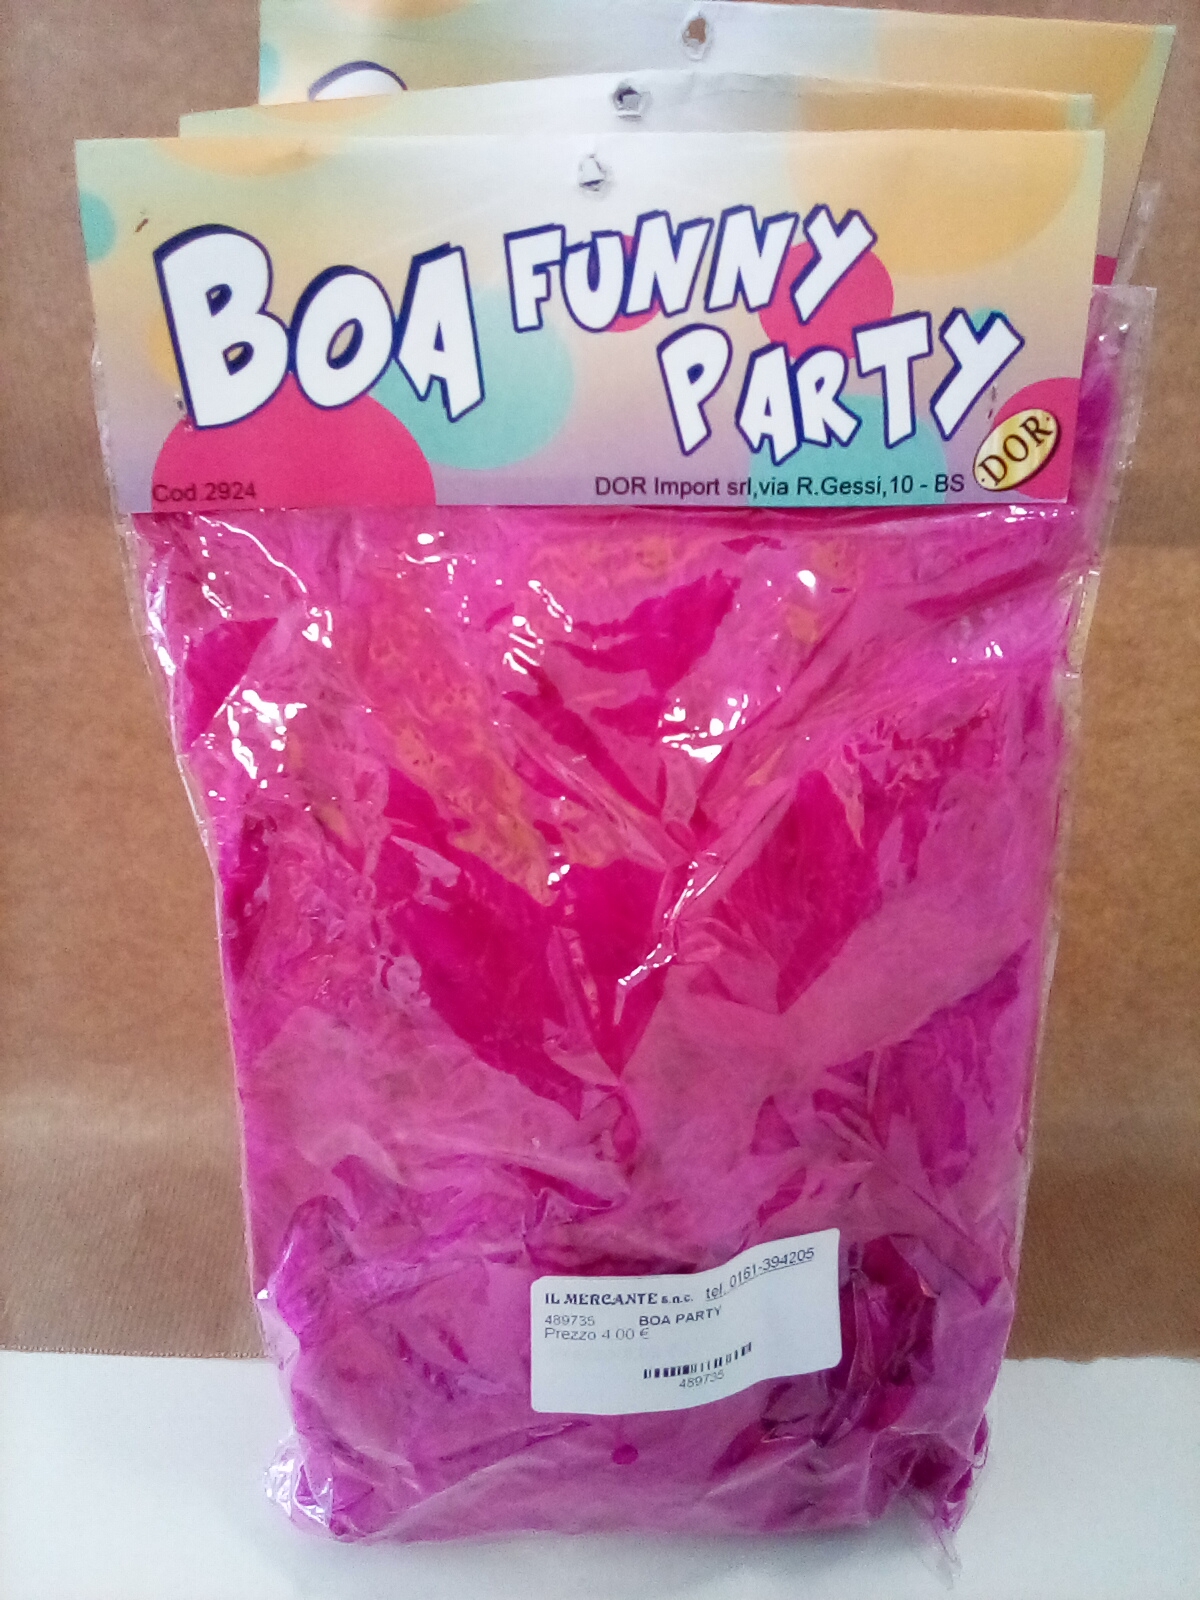 BOA FUNNY
PARTY
DOR
Cod 2924
DOR Import srl,via R.Gessi,10 - BS
IL MERCANTE s.n.c. tel. 0161-394205
489735 BOA PARTY
Prezzo 4.00 €
489735